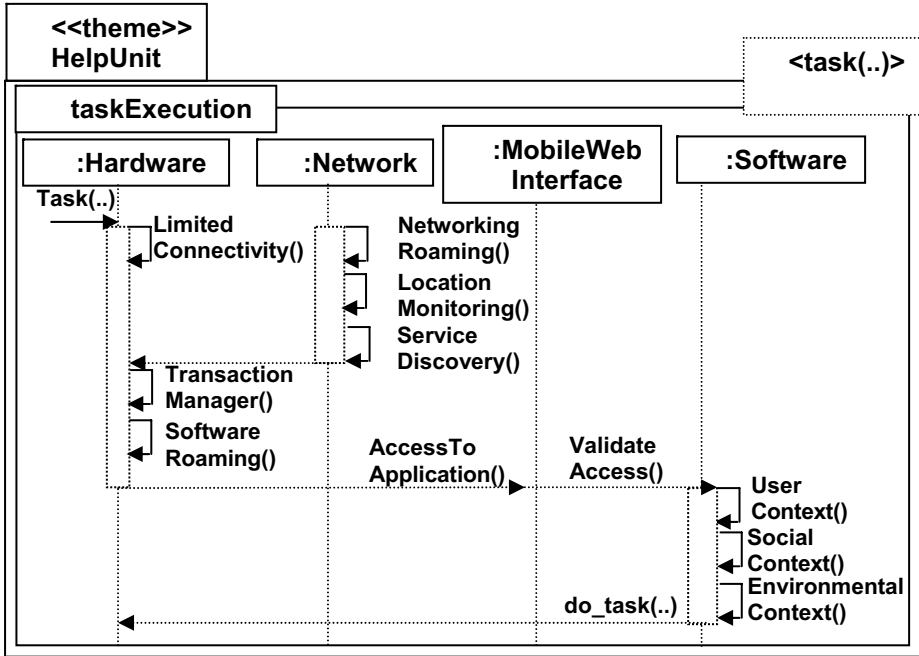 <<theme>>
HelpUnit
<task(..)>
taskExecution
:Hardware
:Network
:MobileWeb
Interface
:Software
Task(..)
Limited
Connectivity()
Networking
Roaming()
Location
Monitoring()
Service
Discovery()
Transaction
Manager()
Software
Roaming()
AccessTo
Application()
Validate
Access()
User
Context()
Social
Context()
Environmental
Context()
do_task(..)